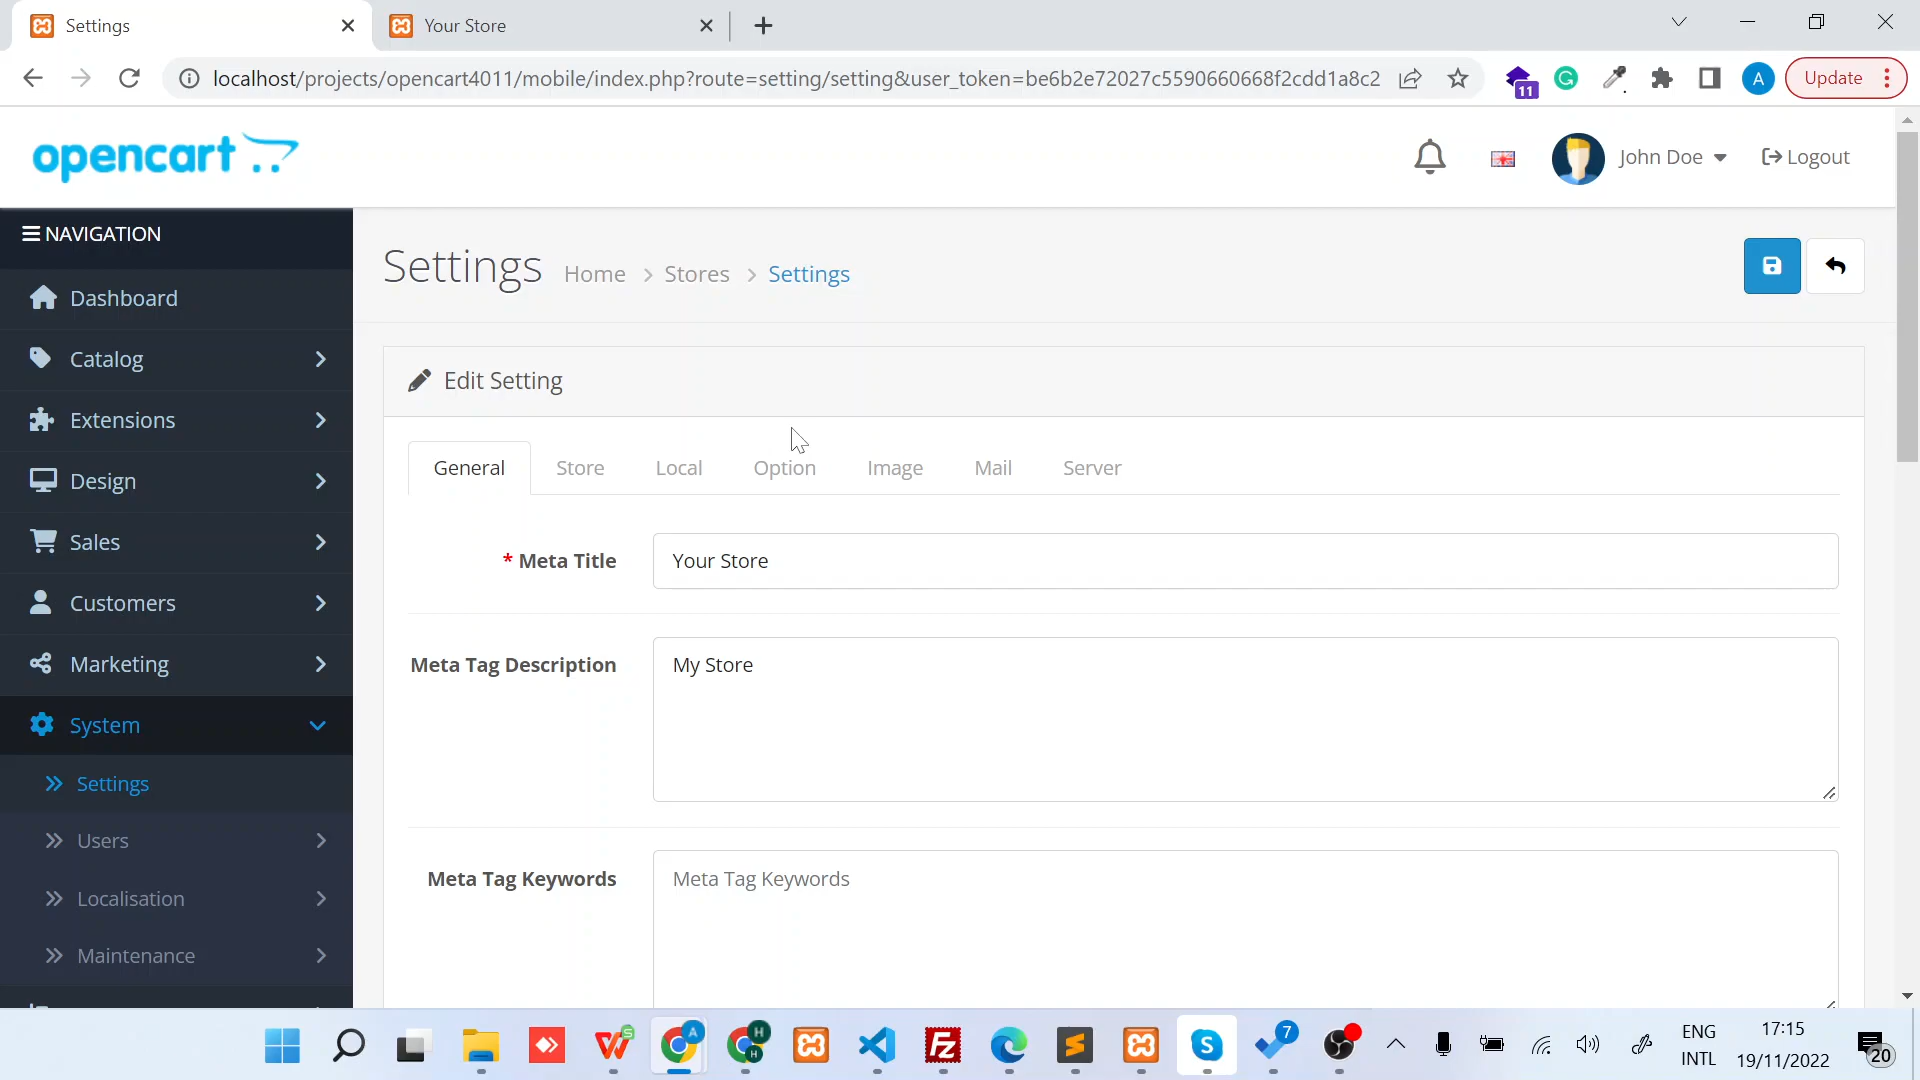 Settings
Your Store
localhost/projects/opencart4011/mobile/index.php?route=setting/setting&user_token=be6b2e72027c5590660668f2cdd1a8c2
11
A
Update
opencart
John Doe
Logout
NAVIGATION
Dashboard
Catalog
Extensions
Design
Sales
Customers
Marketing
System
Settings
Users
Localisation
Maintenance
Settings
Home > Stores > Settings
Edit Setting
General
Store
Local
Option
Image
Mail
Server
* Meta Title
Your Store
Meta Tag Description
My Store
Meta Tag Keywords
Meta Tag Keywords
A
H
H
7
ENG
INTL
17:15
19/11/2022
20